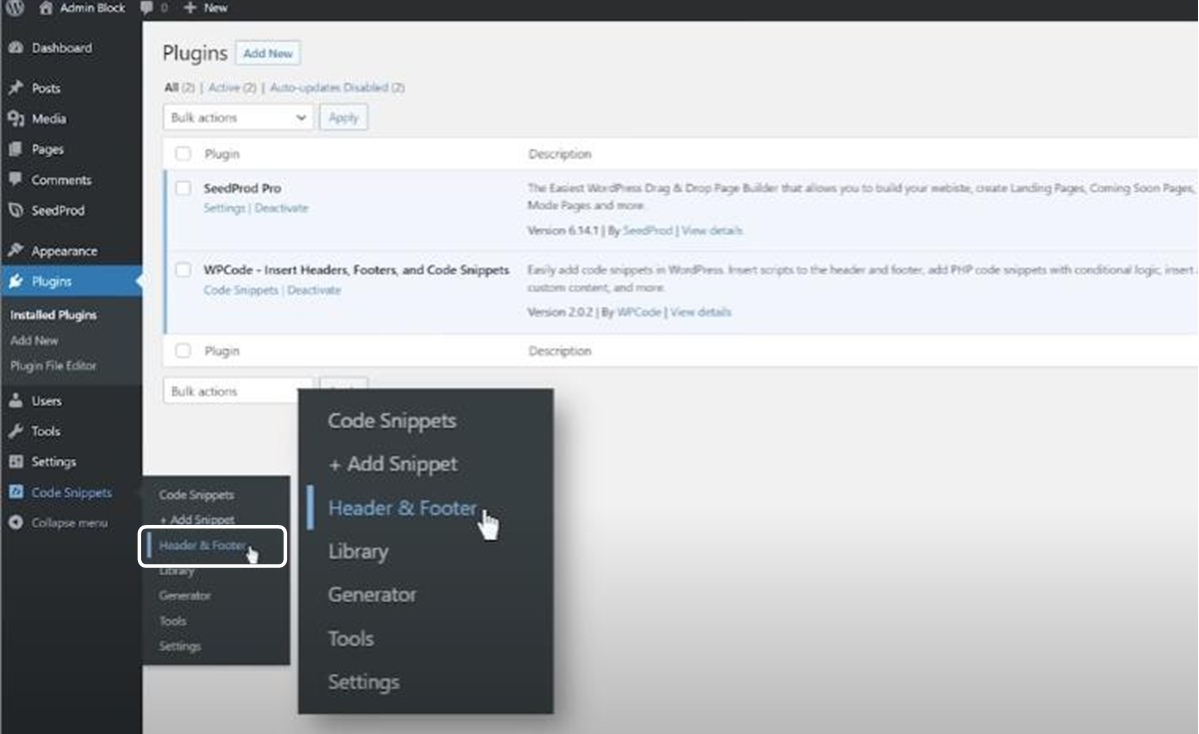 Admin Block 0 + New
Dashboard
Posts
Media
Pages
Comments
SeedProd
Appearance
Plugins
Installed Plugins
Add New
Plugin File Editor
Users
Tools
Settings
Code Snippets
Collapse menu
Plugins Add New
All (2) | Active (2) | Auto-updates Disabled (2)
Bulk actions Apply
Plugin Description
SeedProd Pro
Settings | Deactivate
The Easiest WordPress Drag & Drop Page Builder that allows you to build your webiste, create Landing Pages, Coming Soon Pages,
Mode Pages and more.
Version 6.14.1 | By SeedProd | View details
WPCode - Insert Headers, Footers, and Code Snippets
Code Snippets | Deactivate
Easily add code snippets in WordPress. Insert scripts to the header and footer, add PHP code snippets with conditional logic, insert
custom content, and more.
Version 2.0.2 | By WPCode | View details
Plugin Description
Bulk actions
Code Snippets
+ Add Snippet
Header & Footer
Library
Generator
Tools
Settings
Code Snippets
+ Add Snippet
Header & Footer
Library
Generator
Tools
Settings